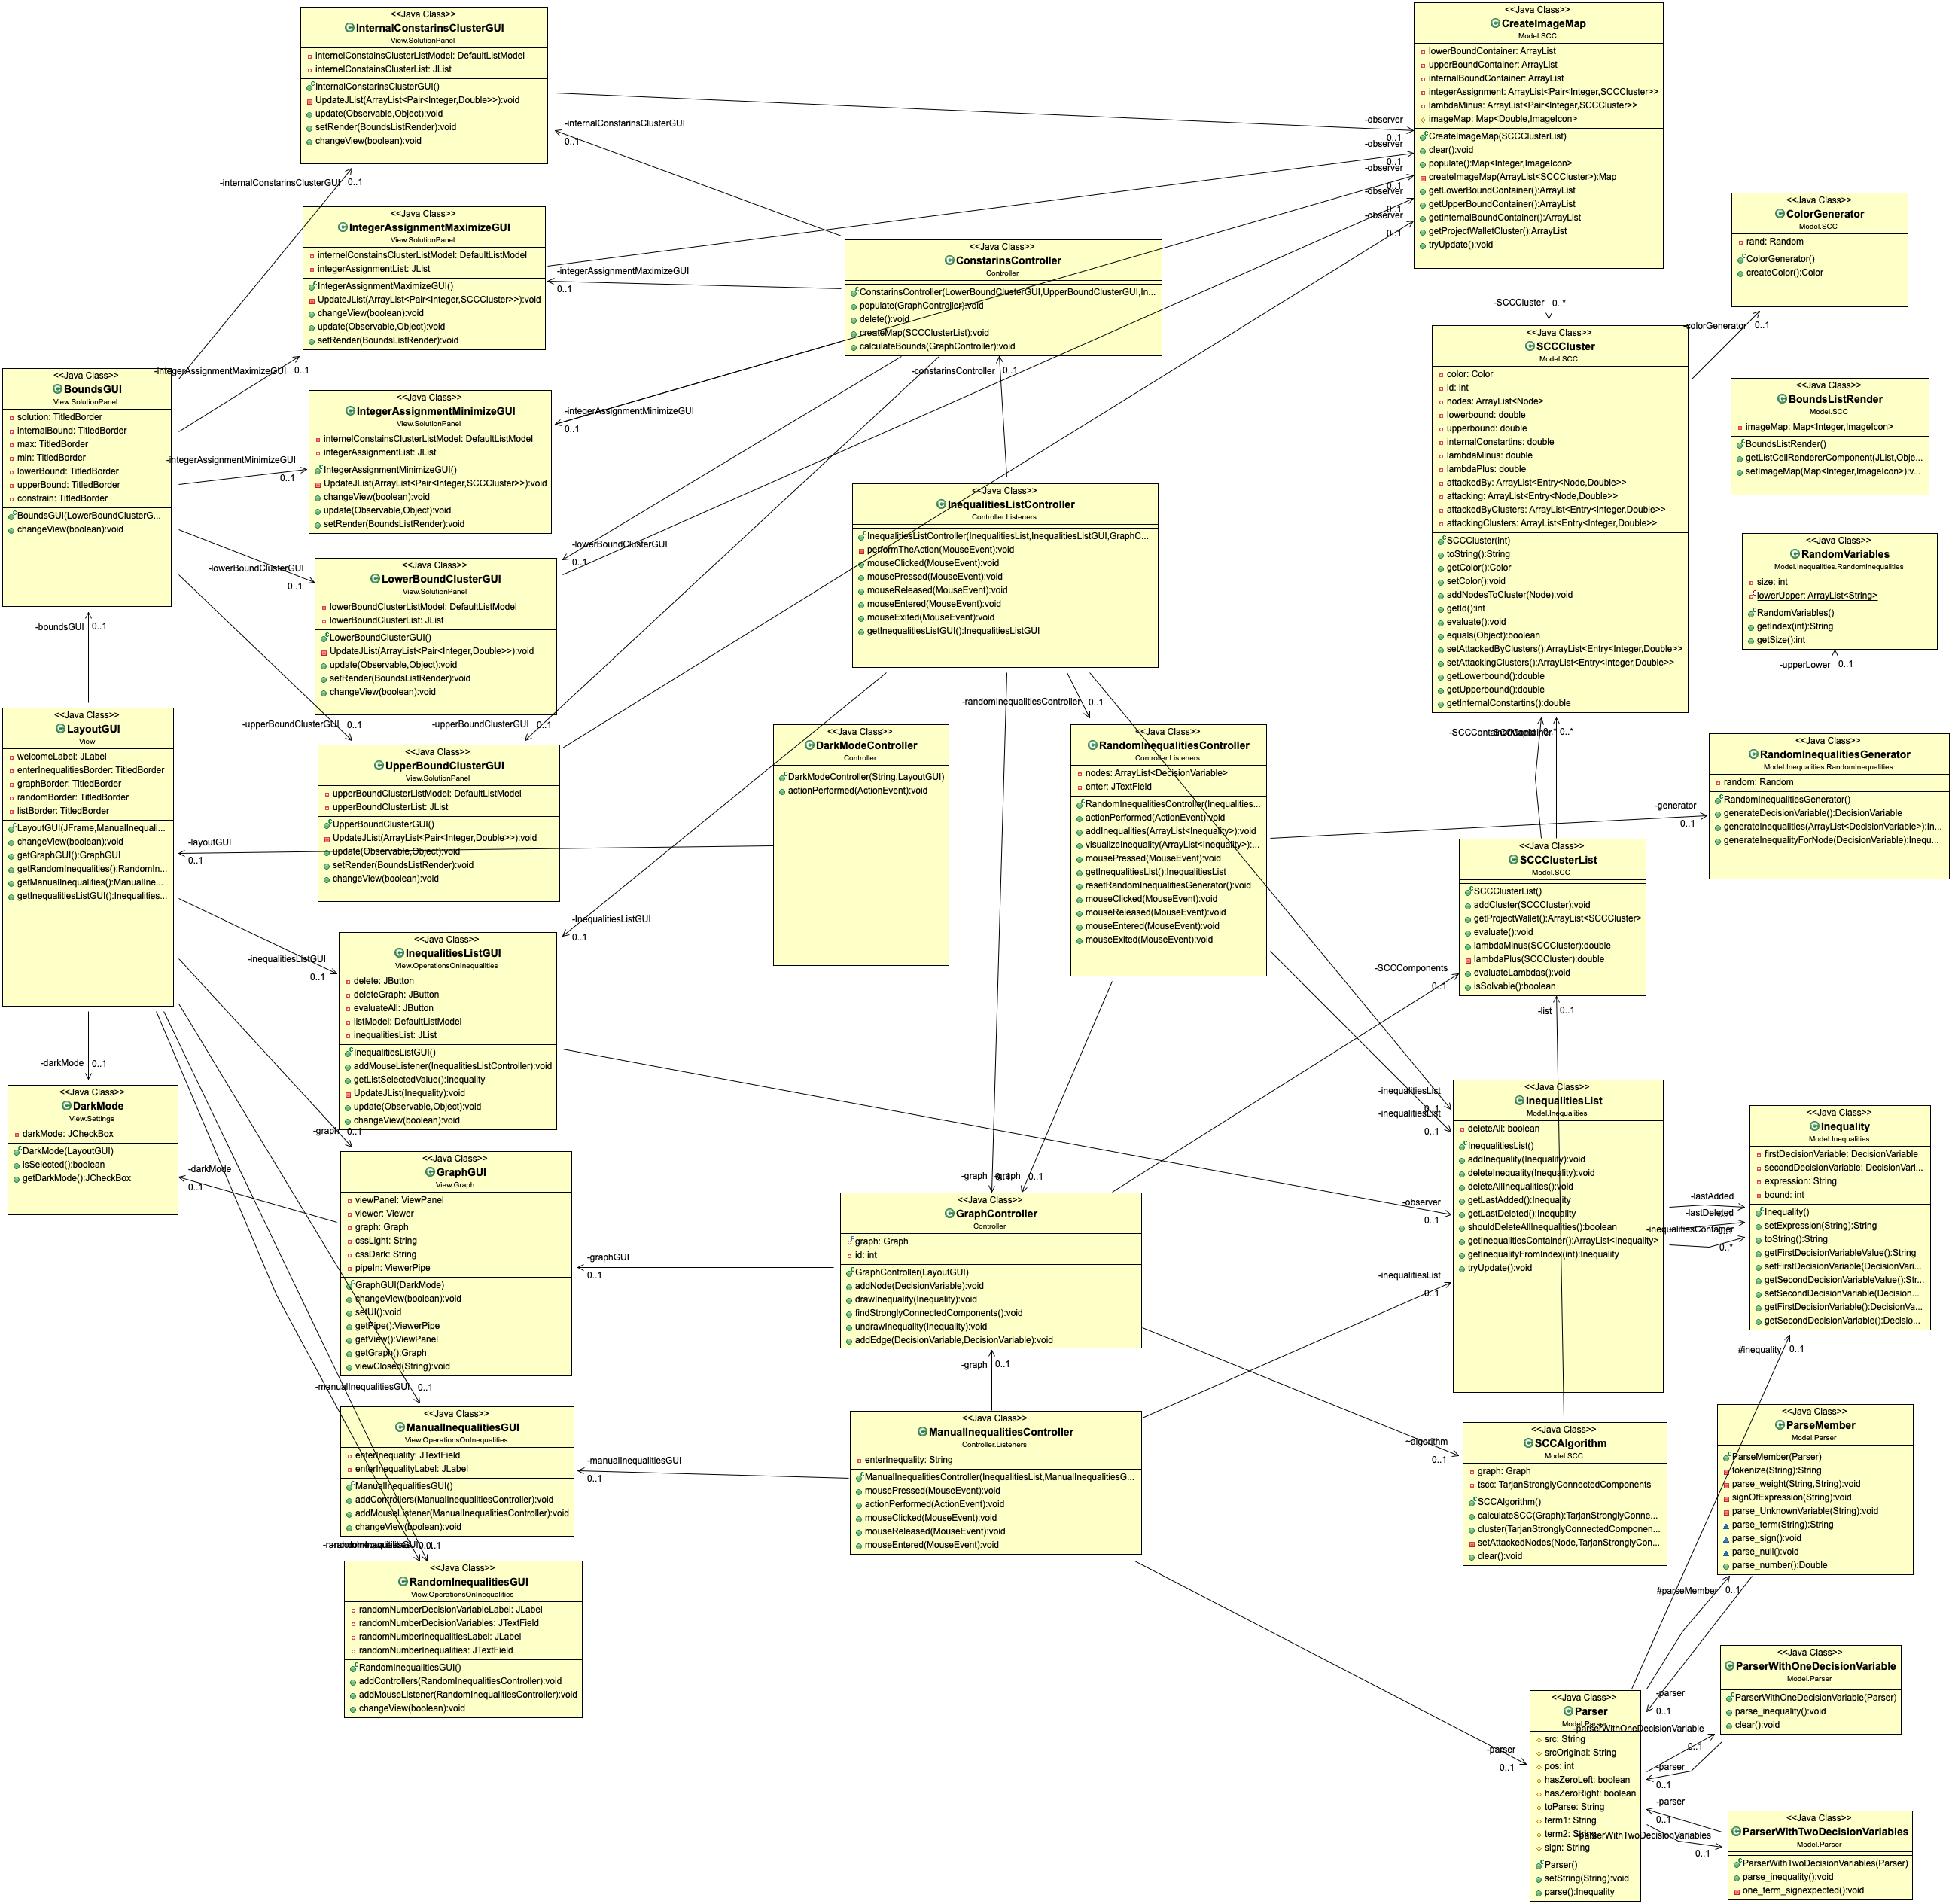 <<Java Class>>
InternalConstarinsClusterGUI
View.SolutionPanel
internelConstainsClusterListModel: DefaultListModel
internelConstainsClusterList: JList
InternalConstarinsClusterGUI()
UpdateJList(ArrayList<Pair<Integer,Double>>):void
update(Observable,Object):void
setRender(BoundsListRender):void
changeView(boolean):void
<<Java Class>>
CreateImageMap
Model.SCC
lowerBoundContainer: ArrayList
upperBoundContainer: ArrayList
internalBoundContainer: ArrayList
integerAssignment: ArrayList<Pair<Integer,SCCCluster>>
lambdaMinus: ArrayList<Pair<Integer,SCCCluster>>
imageMap: Map<Double,ImageIcon>
CreateImageMap(SCCClusterList)
clear():void
populate():Map<Integer,ImageIcon>
createImageMap(ArrayList<SCCCluster>):Map
getLowerBoundContainer():ArrayList
getUpperBoundContainer():ArrayList
getInternalBoundContainer():ArrayList
getProjectWalletCluster():ArrayList
tryUpdate():void
-internalConstarinsClusterGUI
0..1
-observer
0..1
-observer
0..1
-observer
0..1
-observer
0..1
-observer
0..1
-internalConstarinsClusterGUI
0..1
<<Java Class>>
IntegerAssignmentMaximizeGUI
View.SolutionPanel
internelConstainsClusterListModel: DefaultListModel
integerAssignmentList: JList
IntegerAssignmentMaximizeGUI()
UpdateJList(ArrayList<Pair<Integer,SCCCluster>>):void
changeView(boolean):void
update(Observable,Object):void
setRender(BoundsListRender):void
-integerAssignmentMaximizeGUI
0..1
<<Java Class>>
ConstarinsController
Controller
ConstarinsController(LowerBoundClusterGUI,UpperBoundClusterGUI,In...
populate(GraphController):void
delete():void
createMap(SCCClusterList):void
calculateBounds(GraphController):void
<<Java Class>>
ColorGenerator
Model.SCC
rand: Random
ColorGenerator()
createColor():Color
-SCCCluster
0..*
-colorGenerator
0..1
<<Java Class>>
BoundsGUI
View.SolutionPanel
solution: TitledBorder
internalBound: TitledBorder
max: TitledBorder
min: TitledBorder
lowerBound: TitledBorder
upperBound: TitledBorder
constrain: TitledBorder
BoundsGUI(LowerBoundClusterG...
changeView(boolean):void
-integerAssignmentMaximizeGUI
0..1
-integerAssignmentMinimizeGUI
0..1
<<Java Class>>
IntegerAssignmentMinimizeGUI
View.SolutionPanel
internelConstainsClusterListModel: DefaultListModel
integerAssignmentList: JList
IntegerAssignmentMinimizeGUI()
UpdateJList(ArrayList<Pair<Integer,SCCCluster>>):void
changeView(boolean):void
update(Observable,Object):void
setRender(BoundsListRender):void
-integerAssignmentMinimizeGUI
0..1
-constarinsController
0..1
<<Java Class>>
SCCCluster
Model.SCC
color: Color
id: int
nodes: ArrayList<Node>
lowerbound: double
upperbound: double
internalConstartins: double
lambdaMinus: double
lambdaPlus: double
attackedBy: ArrayList<Entry<Node,Double>>
attacking: ArrayList<Entry<Node,Double>>
attackedByClusters: ArrayList<Entry<Integer,Double>>
attackingClusters: ArrayList<Entry<Integer,Double>>
SCCCluster(int)
toString():String
getColor():Color
setColor():void
addNodesToCluster(Node):void
getId():int
evaluate():void
equals(Object):boolean
setAttackedByClusters():ArrayList<Entry<Integer,Double>>
setAttackingClusters():ArrayList<Entry<Integer,Double>>
getLowerbound():double
getUpperbound():double
getInternalConstartins():double
<<Java Class>>
BoundsListRender
Model.SCC
imageMap: Map<Integer,ImageIcon>
BoundsListRender()
getListCellRendererComponent(JList,Obje...
setImageMap(Map<Integer,ImageIcon>):v...
<<Java Class>>
InequalitiesListController
Controller.Listeners
InequalitiesListController(InequalitiesList,InequalitiesListGUI,GraphC...
performTheAction(MouseEvent):void
mouseClicked(MouseEvent):void
mousePressed(MouseEvent):void
mouseReleased(MouseEvent):void
mouseEntered(MouseEvent):void
mouseExited(MouseEvent):void
getInequalitiesListGUI():InequalitiesListGUI
<<Java Class>>
RandomVariables
Model.Inequalities.RandomInequalities
size: int
lowerUpper: ArrayList<String>
RandomVariables()
getIndex(int):String
getSize():int
-upperLower
0..1
-lowerBoundClusterGUI
0..1
-lowerBoundClusterGUI
0..1
<<Java Class>>
LowerBoundClusterGUI
View.SolutionPanel
lowerBoundClusterListModel: DefaultListModel
lowerBoundClusterList: JList
LowerBoundClusterGUI()
UpdateJList(ArrayList<Pair<Integer,Double>>):void
update(Observable,Object):void
setRender(BoundsListRender):void
changeView(boolean):void
-boundsGUI
0..1
-upperBoundClusterGUI
0..1
-upperBoundClusterGUI
0..1
<<Java Class>>
LayoutGUI
View
welcomeLabel: JLabel
enterInequalitiesBorder: TitledBorder
graphBorder: TitledBorder
randomBorder: TitledBorder
listBorder: TitledBorder
LayoutGUI(JFrame,ManualInequali...
changeView(boolean):void
getGraphGUI():GraphGUI
getRandomInequalities():RandomIn...
getManualInequalities():ManualIne...
getInequalitiesListGUI():Inequalities...
<<Java Class>>
UpperBoundClusterGUI
View.SolutionPanel
upperBoundClusterListModel: DefaultListModel
upperBoundClusterList: JList
UpperBoundClusterGUI()
UpdateJList(ArrayList<Pair<Integer,Double>>):void
update(Observable,Object):void
setRender(BoundsListRender):void
changeView(boolean):void
-layoutGUI
0..1
<<Java Class>>
DarkModeController
Controller
DarkModeController(String,LayoutGUI)
actionPerformed(ActionEvent):void
-randomInequalitiesController
0..1
<<Java Class>>
RandomInequalitiesController
Controller.Listeners
nodes: ArrayList<DecisionVariable>
enter: JTextField
RandomInequalitiesController(Inequalities...
actionPerformed(ActionEvent):void
addInequalities(ArrayList<Inequality>):void
visualizeInequality(ArrayList<Inequality>):...
mousePressed(MouseEvent):void
getInequalitiesList():InequalitiesList
resetRandomInequalitiesGenerator():void
mouseClicked(MouseEvent):void
mouseReleased(MouseEvent):void
mouseEntered(MouseEvent):void
mouseExited(MouseEvent):void
0..*
<<Java Class>>
RandomInequalitiesGenerator
Model.Inequalities.RandomInequalities
random: Random
RandomInequalitiesGenerator()
generateDecisionVariable():DecisionVariable
generateInequalities(ArrayList<DecisionVariable>):In...
generateInequalityForNode(DecisionVariable):Inequ...
-generator
0..1
<<Java Class>>
SCCClusterList
Model.SCC
SCCClusterList()
addCluster(SCCCluster):void
getProjectWallet():ArrayList<SCCCluster>
evaluate():void
lambdaMinus(SCCCluster):double
lambdaPlus(SCCCluster):double
evaluateLambdas():void
isSolvable():boolean
-SCCComponents
0..1
-list
0..1
-InequalitiesListGUI
0..1
-inequalitiesListGUI
0..1
<<Java Class>>
InequalitiesListGUI
View.OperationsOnInequalities
delete: JButton
deleteGraph: JButton
evaluateAll: JButton
listModel: DefaultListModel
inequalitiesList: JList
InequalitiesListGUI()
addMouseListener(InequalitiesListController):void
getListSelectedValue():Inequality
UpdateJList(Inequality):void
update(Observable,Object):void
changeView(boolean):void
-darkMode
0..1
<<Java Class>>
DarkMode
View.Settings
darkMode: JCheckBox
DarkMode(LayoutGUI)
isSelected():boolean
getDarkMode():JCheckBox
-graph
0..1
-darkMode
0..1
<<Java Class>>
GraphGUI
View.Graph
viewPanel: ViewPanel
viewer: Viewer
graph: Graph
cssLight: String
cssDark: String
pipeIn: ViewerPipe
GraphGUI(DarkMode)
changeView(boolean):void
setUI():void
getPipe():ViewerPipe
getView():ViewPanel
getGraph():Graph
viewClosed(String):void
-graph
-graph
0..1
<<Java Class>>
GraphController
Controller
graph: Graph
id: int
GraphController(LayoutGUI)
addNode(DecisionVariable):void
drawInequality(Inequality):void
findStronglyConnectedComponents():void
undrawInequality(Inequality):void
addEdge(DecisionVariable,DecisionVariable):void
-graphGUI
0..1
-inequalitiesList
0..1
-inequalitiesList
0..1
-observer
0..1
-inequalitiesList
0..1
<<Java Class>>
InequalitiesList
Model.Inequalities
deleteAll: boolean
InequalitiesList()
addInequality(Inequality):void
deleteInequality(Inequality):void
deleteAllInequalities():void
getLastAdded():Inequality
getLastDeleted():Inequality
shouldDeleteAllInequalities():boolean
getInequalitiesContainer():ArrayList<Inequality>
getInequalityFromIndex(int):Inequality
tryUpdate():void
-lastAdded
-lastDeleted
-inequalitiesContainer
0..*
<<Java Class>>
Inequality
Model.Inequalities
firstDecisionVariable: DecisionVariable
secondDecisionVariable: DecisionVari...
expression: String
bound: int
Inequality()
setExpression(String):String
toString():String
getFirstDecisionVariableValue():String
setFirstDecisionVariable(DecisionVari...
getSecondDecisionVariableValue():Str...
setSecondDecisionVariable(Decision...
getFirstDecisionVariable():DecisionVa...
getSecondDecisionVariable():Decisio...
#inequality
0..1
-graph
0..1
-manualInequalitiesGUI
0..1
<<Java Class>>
ManualInequalitiesGUI
View.OperationsOnInequalities
enterInequality: JTextField
enterInequalityLabel: JLabel
ManualInequalitiesGUI()
addControllers(ManualInequalitiesController):void
addMouseListener(ManualInequalitiesController):void
changeView(boolean):void
-manualInequalitiesGUI
0..1
<<Java Class>>
ManualInequalitiesController
Controller.Listeners
enterInequality: String
ManualInequalitiesController(InequalitiesList,ManualInequalitiesG...
mousePressed(MouseEvent):void
actionPerformed(ActionEvent):void
mouseClicked(MouseEvent):void
mouseReleased(MouseEvent):void
mouseEntered(MouseEvent):void
~algorithm
0..1
<<Java Class>>
SCCAlgorithm
Model.SCC
graph: Graph
tscc: TarjanStronglyConnectedComponents
SCCAlgorithm()
calculateSCC(Graph):TarjanStronglyConne...
cluster(TarjanStronglyConnectedComponen...
setAttackedNodes(Node,TarjanStronglyCon...
clear():void
<<Java Class>>
ParseMember
Model.Parser
ParseMember(Parser)
tokenize(String):String
parse_weight(String,String):void
signOfExpression(String):void
parse_UnknownVariable(String):void
parse_term(String):String
parse_sign():void
parse_null():void
parse_number():Double
#parseMember
0..1
<<Java Class>>
RandomInequalitiesGUI
View.OperationsOnInequalities
randomNumberDecisionVariableLabel: JLabel
randomNumberDecisionVariables: JTextField
randomNumberInequalitiesLabel: JLabel
randomNumberInequalities: JTextField
RandomInequalitiesGUI()
addControllers(RandomInequalitiesController):void
addMouseListener(RandomInequalitiesController):void
changeView(boolean):void
-parser
0..1
<<Java Class>>
Parser
Model.Parser
src: String
srcOriginal: String
pos: int
hasZeroLeft: boolean
hasZeroRight: boolean
toParse: String
term1: String
term2: String
sign: String
Parser()
setString(String):void
parse():Inequality
-parser
0..1
-parserWithOneDecisionVariable
0..1
-parser
0..1
-parser
0..1
-parserWithTwoDecisionVariables
0..1
<<Java Class>>
ParserWithOneDecisionVariable
Model.Parser
ParserWithOneDecisionVariable(Parser)
parse_inequality():void
clear():void
<<Java Class>>
ParserWithTwoDecisionVariables
Model.Parser
ParserWithTwoDecisionVariables(Parser)
parse_inequality():void
one_term_signexpected():void